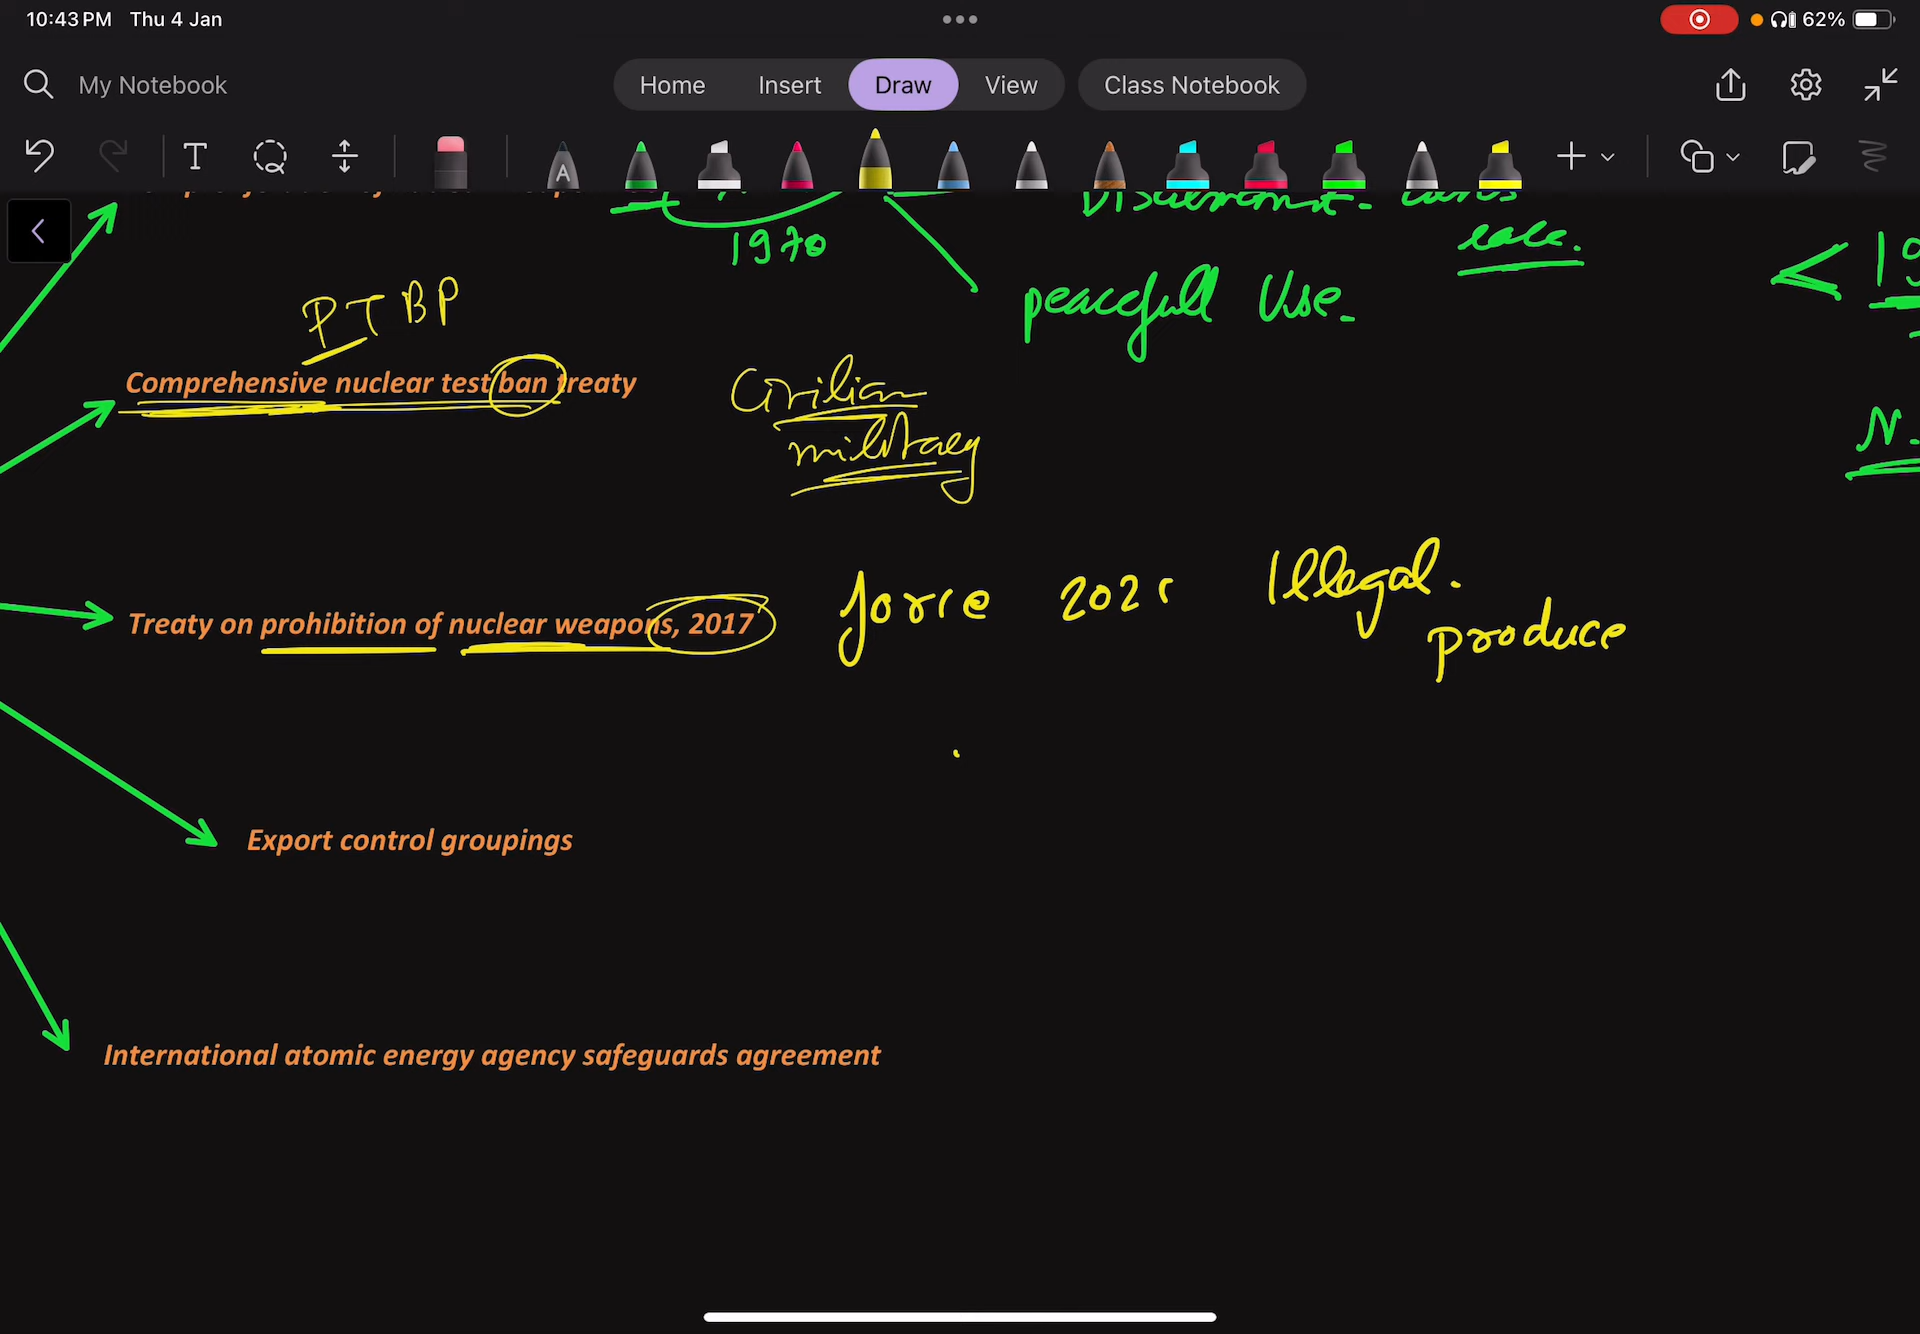 10:43 PM Thu 4 Jan
62%
My Notebook
Home Insert Draw View Class Notebook
T
A
1970
peacefull Use.
PTBP
Comprehensive nuclear test ban treaty
Civilian
military
Treaty on prohibition of nuclear weapons, 2017
force 2021 Illegal.
produce
Export control groupings
International atomic energy agency safeguards agreement